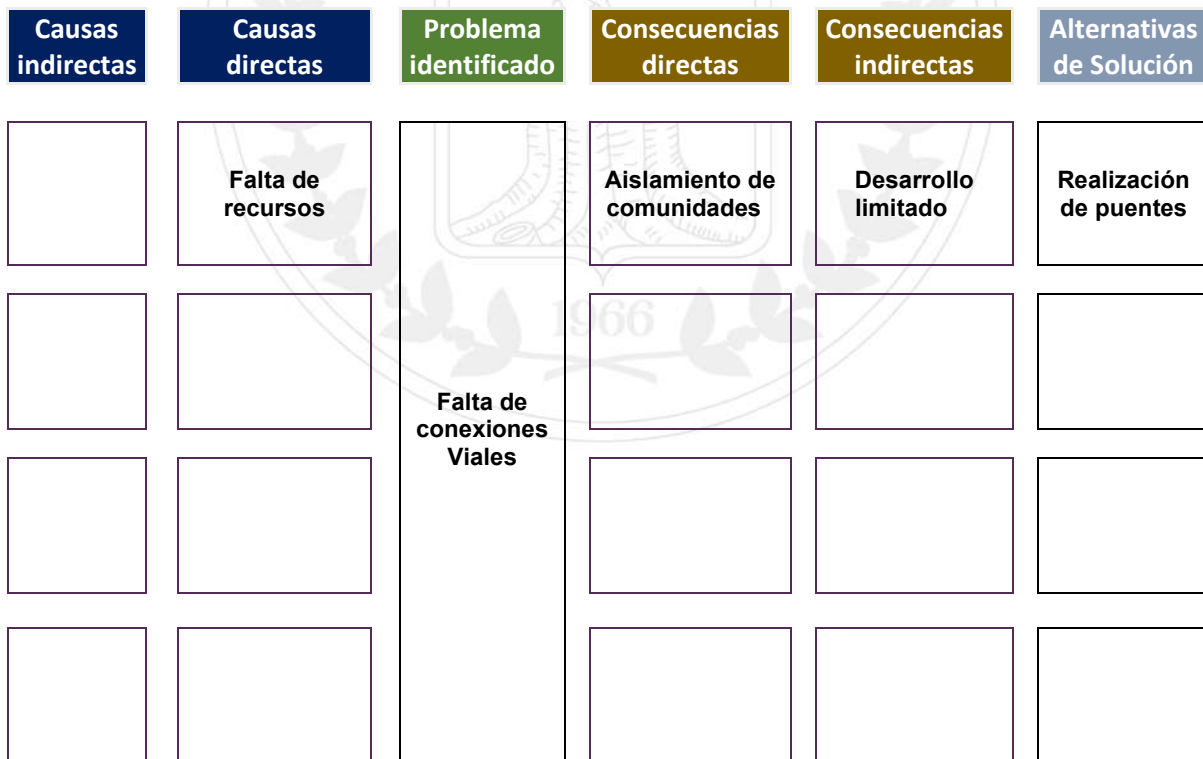 Causas
indirectas
Causas
directas
Problema
identificado
Consecuencias
directas
Consecuencias
indirectas
Alternativas
de Solución
Falta de
recursos
Aislamiento de
comunidades
Desarrollo
limitado
Realización
de puentes
1966
Falta de
conexiones
Viales